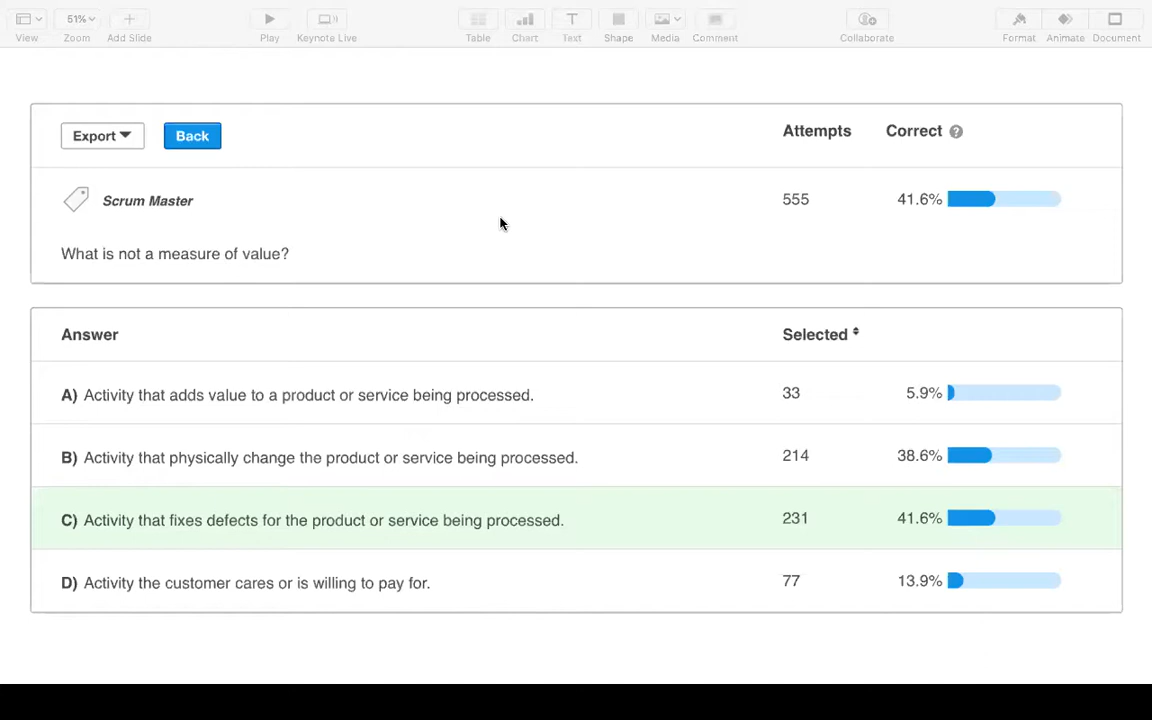 51%
View Zoom Add Slide Play Keynote Live Table Chart Text Shape Media Comment Collaborate Format Animate Document
Export Back Attempts Correct ?
Scrum Master 555 41.6%
What is not a measure of value?
Answer Selected
A) Activity that adds value to a product or service being processed. 33 5.9%
B) Activity that physically change the product or service being processed. 214 38.6%
C) Activity that fixes defects for the product or service being processed. 231 41.6%
D) Activity the customer cares or is willing to pay for. 77 13.9%